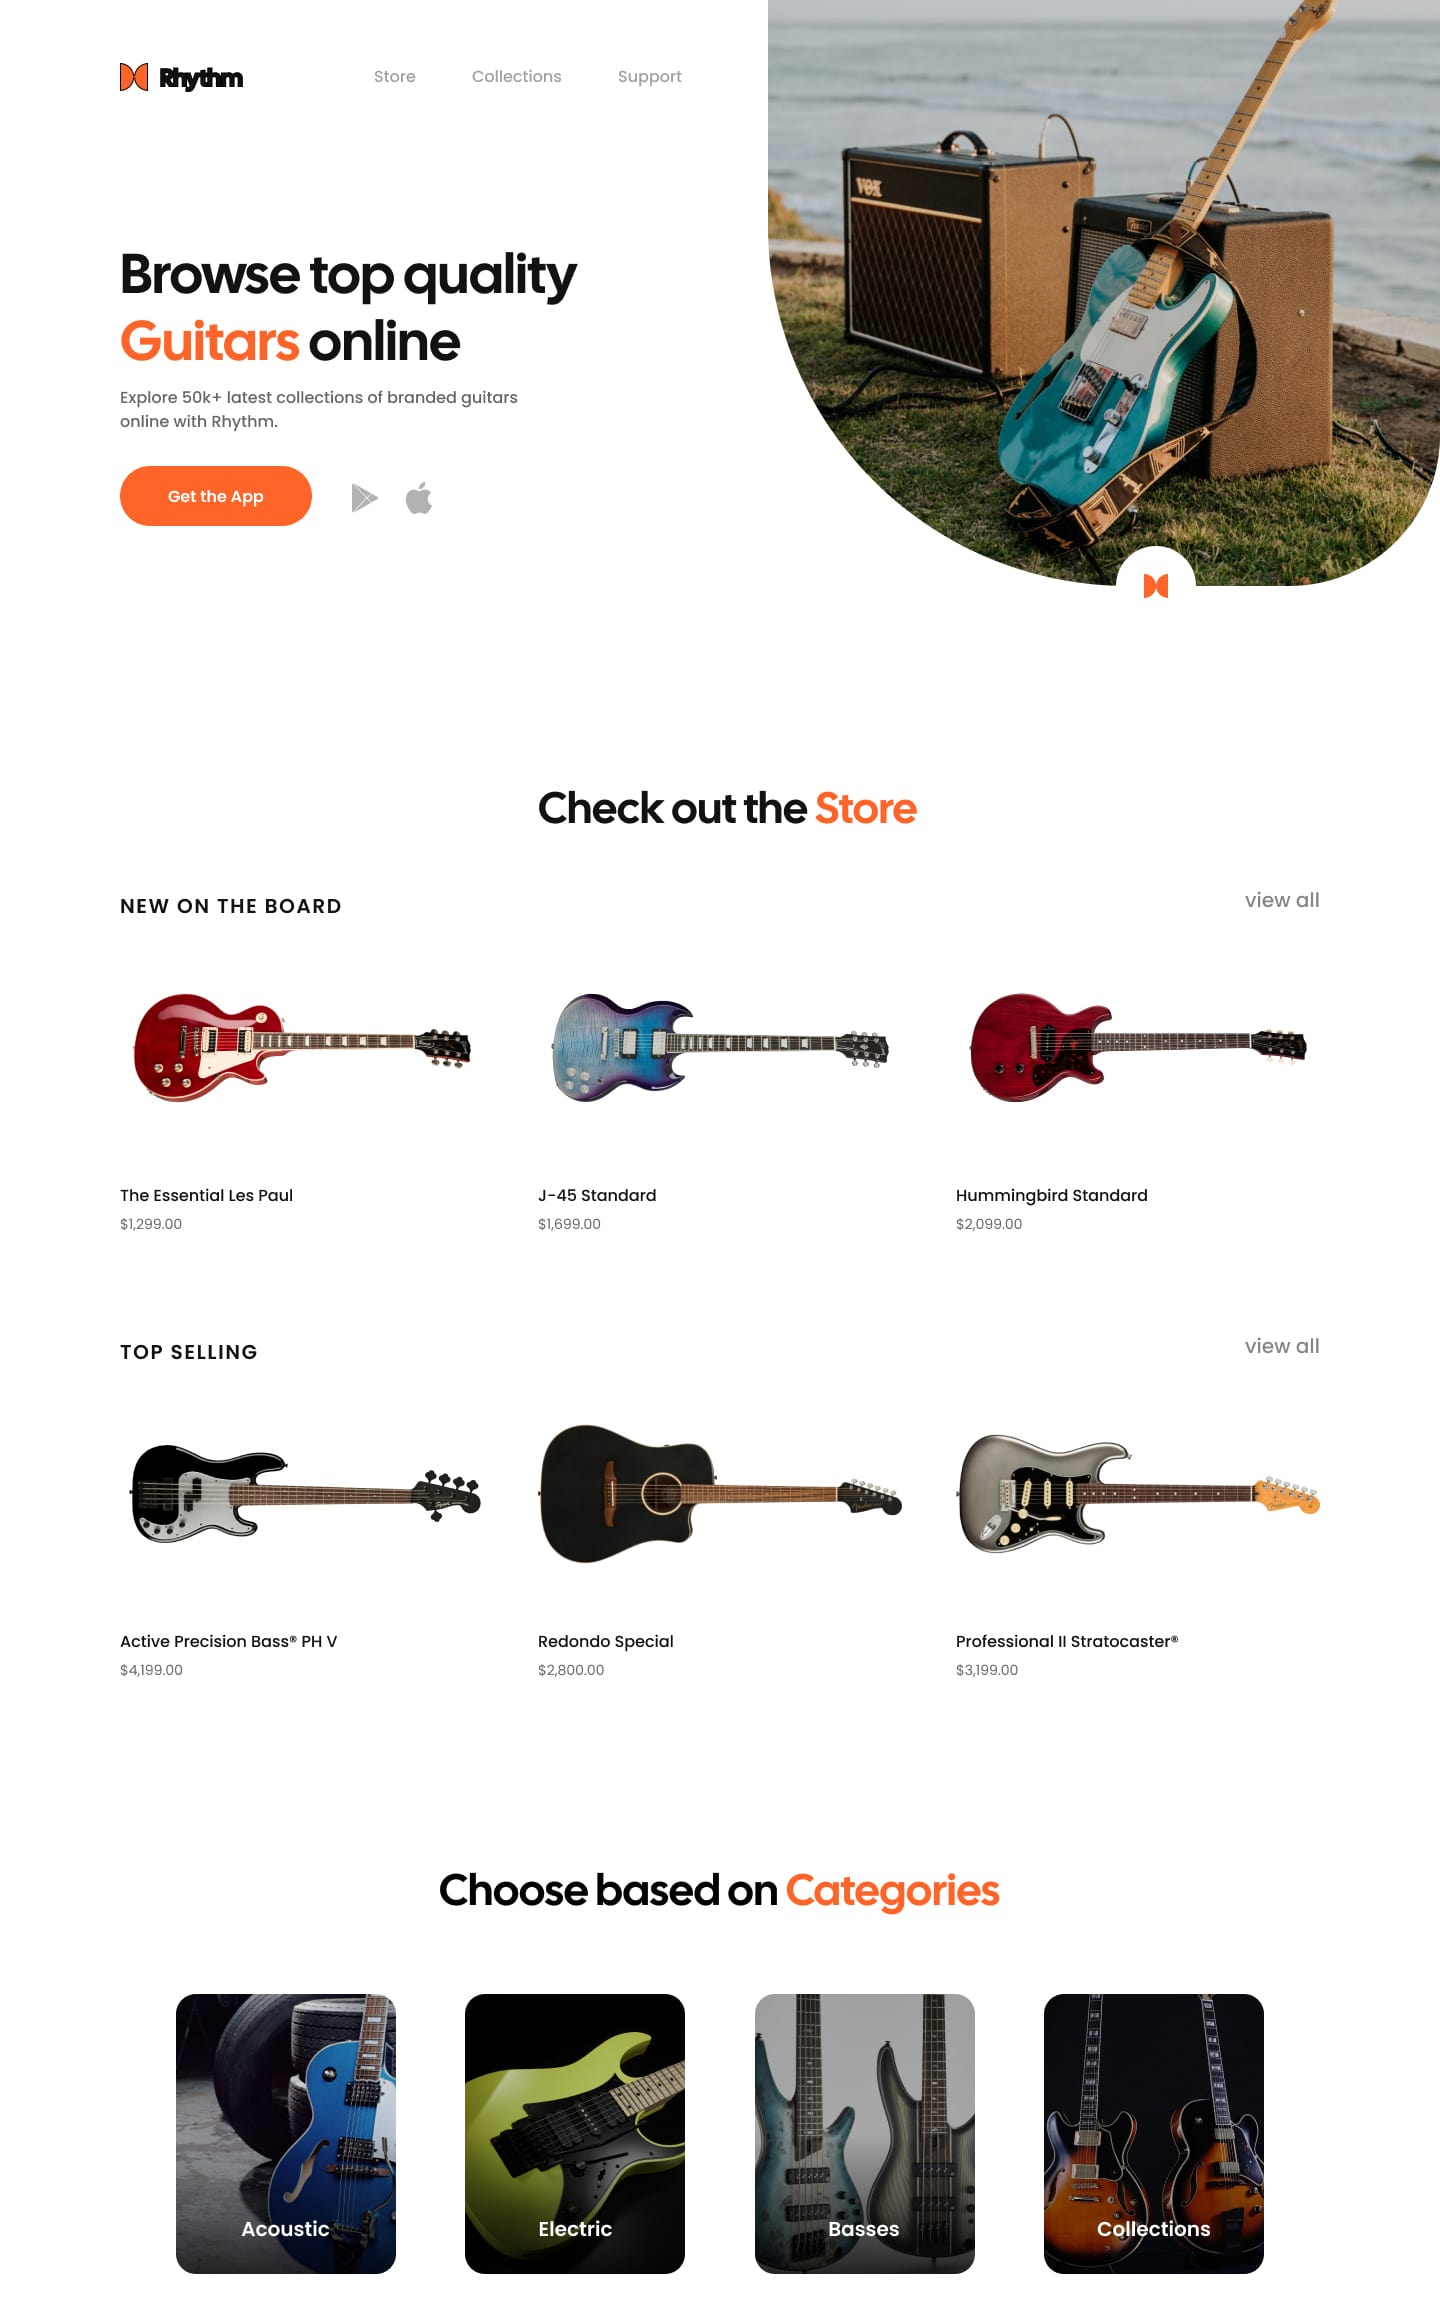 Rhythm
Store
Collections
Support
VOX
Fender
Browse top quality
Guitars online
Explore 50k+ latest collections of branded guitars
online with Rhythm.
Get the App
Check out the Store
NEW ON THE BOARD
view all
The Essential Les Paul
$1,299.00
J-45 Standard
$1,699.00
Hummingbird Standard
$2,099.00
TOP SELLING
view all
Active Precision Bass® PH V
$4,199.00
Redondo Special
$2,800.00
Professional II Stratocaster®
$3,199.00
Choose based on Categories
Acoustic
Electric
Basses
Collections